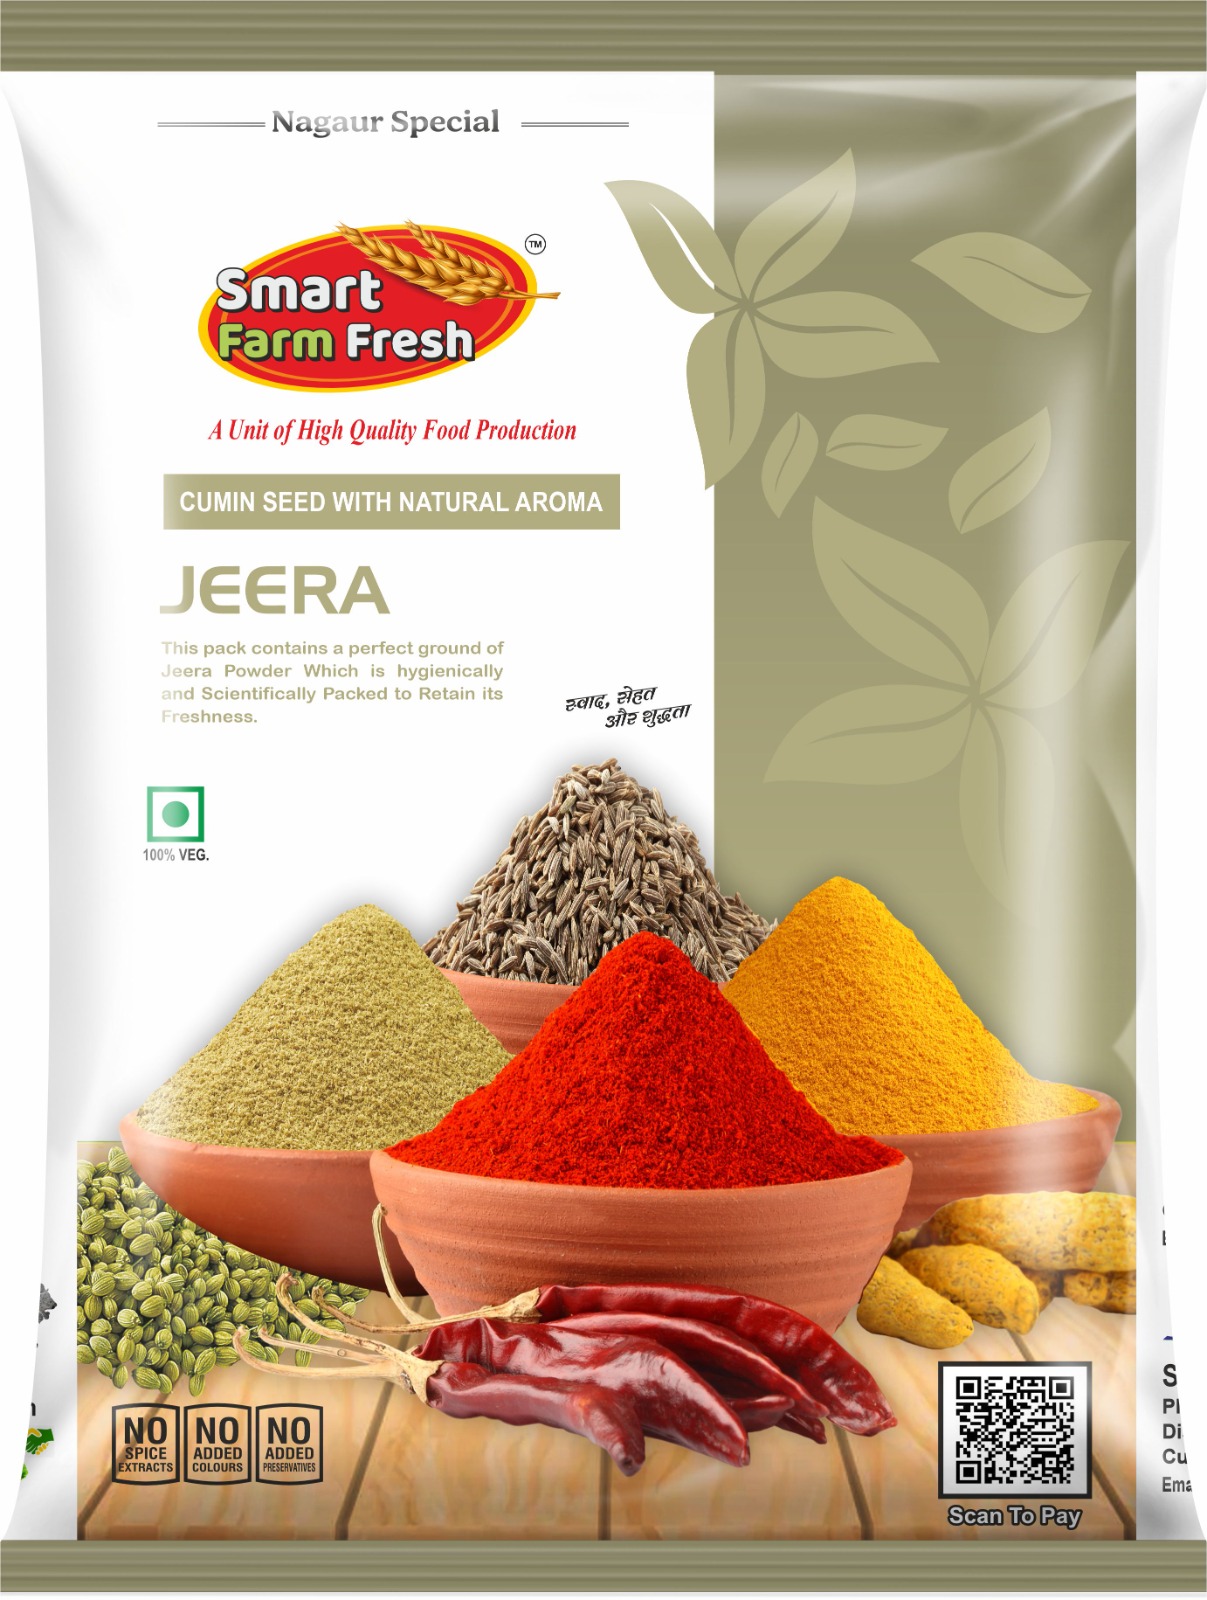 Nagaur Special
TM
Smart
Farm Fresh
A Unit of High Quality Food Production
CUMIN SEED WITH NATURAL AROMA
JEERA
This pack contains a perfect ground of
Jeera Powder Which is hygienically
and Scientifically Packed to Retain its
Freshness.
स्वाद, सेहत
और शुद्धता
100% VEG.
NO
SPICE
EXTRACTS
NO
ADDED
COLOURS
NO
ADDED
PRESERVATIVES
Scan To Pay